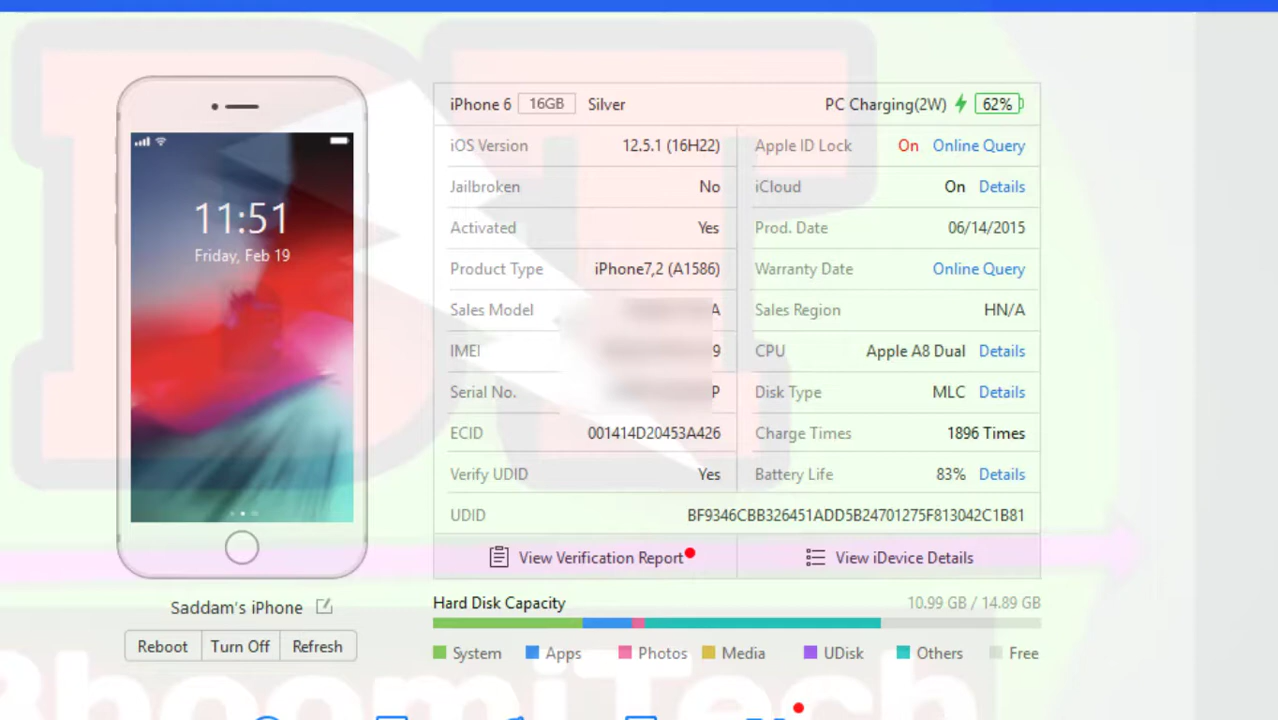 iPhone 6 16GB Silver PC Charging(2W) 62%
iOS Version 12.5.1 (16H22) Apple ID Lock On Online Query
Jailbroken No iCloud On Details
Activated Yes Prod. Date 06/14/2015
Product Type iPhone7,2 (A1586) Warranty Date Online Query
Sales Model A Sales Region HN/A
IMEI 9 CPU Apple A8 Dual Details
Serial No. P Disk Type MLC Details
ECID 001414D20453A426 Charge Times 1896 Times
Verify UDID Yes Battery Life 83% Details
UDID BF9346CBB326451ADD5B24701275F813042C1B81
View Verification Report View iDevice Details
11:51
Friday, Feb 19
Saddam's iPhone
Reboot Turn Off Refresh
Hard Disk Capacity 10.99 GB / 14.89 GB
System Apps Photos Media UDisk Others Free
BhoomiTech